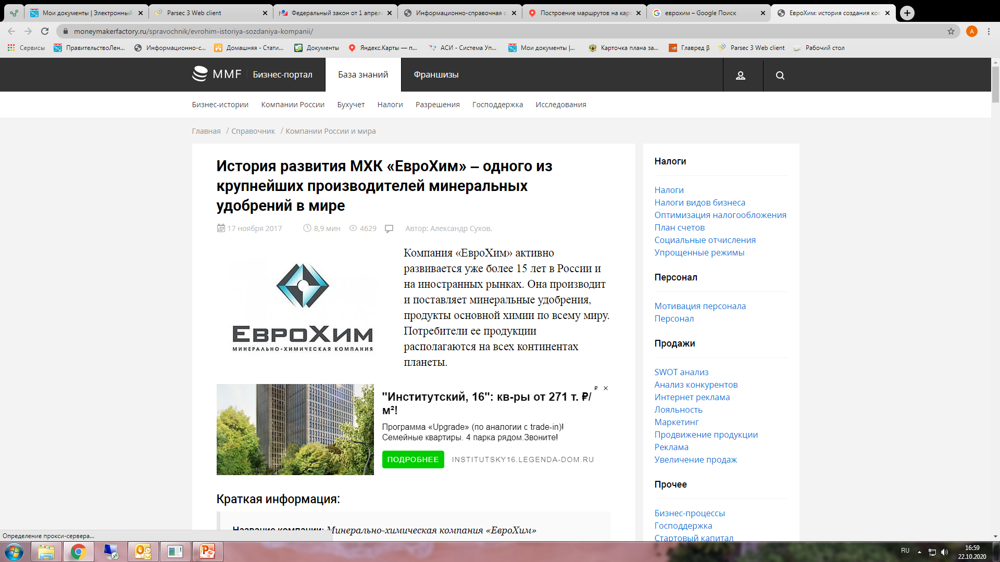 Мои документы | Электронный
Parsec 3 Web client
Федеральный закон от 1 апрел
Информационно-справочная с
Построение маршрутов на карт
еврохим – Google Поиск
ЕвроХим: история создания ком
moneymakerfactory.ru/spravochnik/evrohim-istoriya-sozdaniya-kompanii/
A
Сервисы
ПравительствоЛен...
Информационно-с...
Домашняя - Стати...
Документы
Яндекс.Карты — п...
АСИ - Система Уп...
Мои документы |...
Карточка плана за...
Главред β
Parsec 3 Web client
Рабочий стол
MMF Бизнес-портал
База знаний
Франшизы
Бизнес-истории Компании России Бухучет Налоги Разрешения Господдержка Исследования
Главная / Справочник / Компании России и мира
История развития МХК «ЕвроХим» – одного из
крупнейших производителей минеральных
удобрений в мире
17 ноября 2017 8,9 мин 4629 Автор: Александр Сухов.
ЕвроХим
МИНЕРАЛЬНО-ХИМИЧЕСКАЯ КОМПАНИЯ
Компания «ЕвроХим» активно
развивается уже более 15 лет в России и
на иностранных рынках. Она производит
и поставляет минеральные удобрения,
продукты основной химии по всему миру.
Потребители ее продукции
располагаются на всех континентах
планеты.
"Институтский, 16": кв-ры от 271 т. ₽/
м²!
Программа «Upgrade» (по аналогии с trade-in)!
Семейные квартиры. 4 парка рядом.Звоните!
ПОДРОБНЕЕ
INSTITUTSKY16.LEGENDA-DOM.RU
Краткая информация:
Название компании: Минерально-химическая компания «ЕвроХим»
Налоги
Налоги
Налоги видов бизнеса
Оптимизация налогообложения
План счетов
Социальные отчисления
Упрощенные режимы
Персонал
Мотивация персонала
Персонал
Продажи
SWOT анализ
Анализ конкурентов
Интернет реклама
Лояльность
Маркетинг
Продвижение продукции
Реклама
Увеличение продаж
Прочее
Бизнес-процессы
Господдержка
Стартовый капитал
Определение прокси-сервера...
RU
16:59
22.10.2020